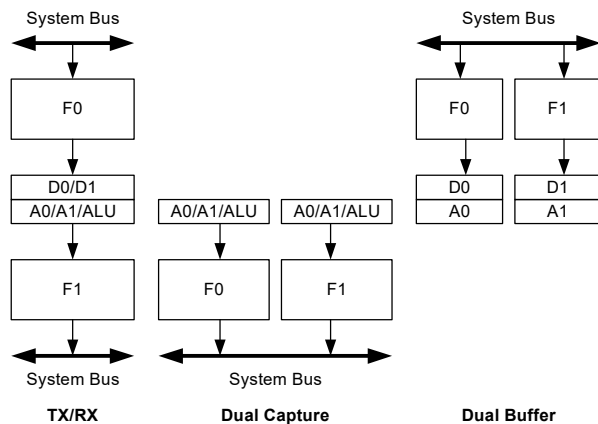 System Bus
F0
D0/D1
A0/A1/ALU
F1
System Bus
TX/RX
A0/A1/ALU
A0/A1/ALU
F0
F1
System Bus
Dual Capture
System Bus
F0
F1
D0
D1
A0
A1
Dual Buffer